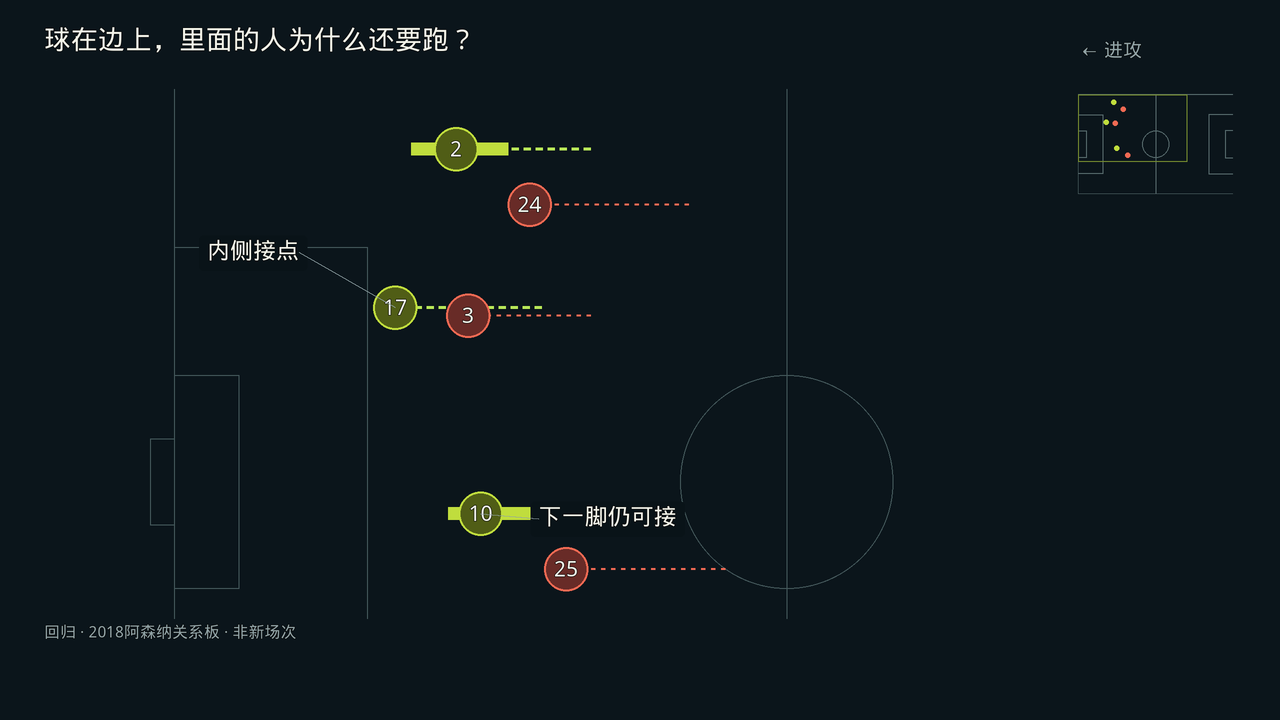 球在边上，里面的人为什么还要跑？
← 进攻
2
24
内侧接点
17
3
10
下一脚仍可接
25
回归 · 2018阿森纳关系板 · 非新场次